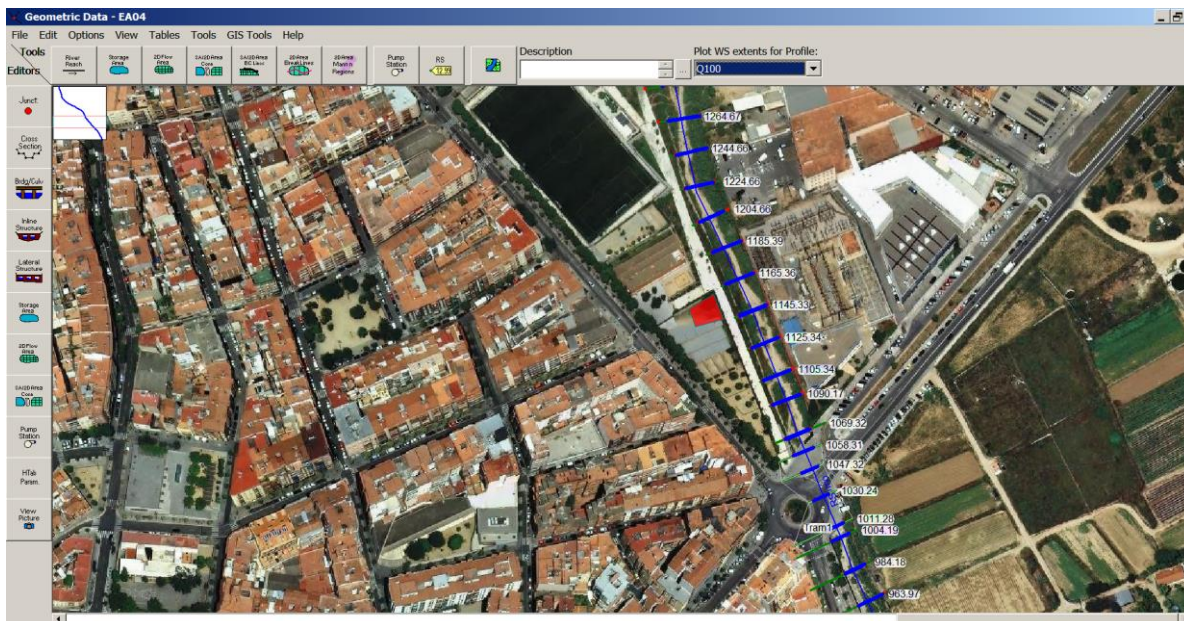 Geometric Data - EA04
File Edit Options View Tables Tools GIS Tools Help
Tools
Editors
River Reach
Storage Area
2D Flow Area
SA/2D Area Conn
SA/2D Area BC Lines
2D Area BreakLines
2D Area Mann n Regions
Pump Station
RS
Description
Plot WS extents for Profile:
Q100
...
Junct.
Cross Section
Brdg/Culv
Inline Structure
Lateral Structure
Storage Area
2D Flow Area
SA/2D Area Conn
Pump Station
HTab Param.
View Picture
1264.67
1244.66
1224.66
1204.66
1185.39
1165.36
1145.33
1125.34
1105.34
1090.17
1069.32
1058.31
1047.32
1030.24
1011.28
Tram1
1004.19
984.18
963.97